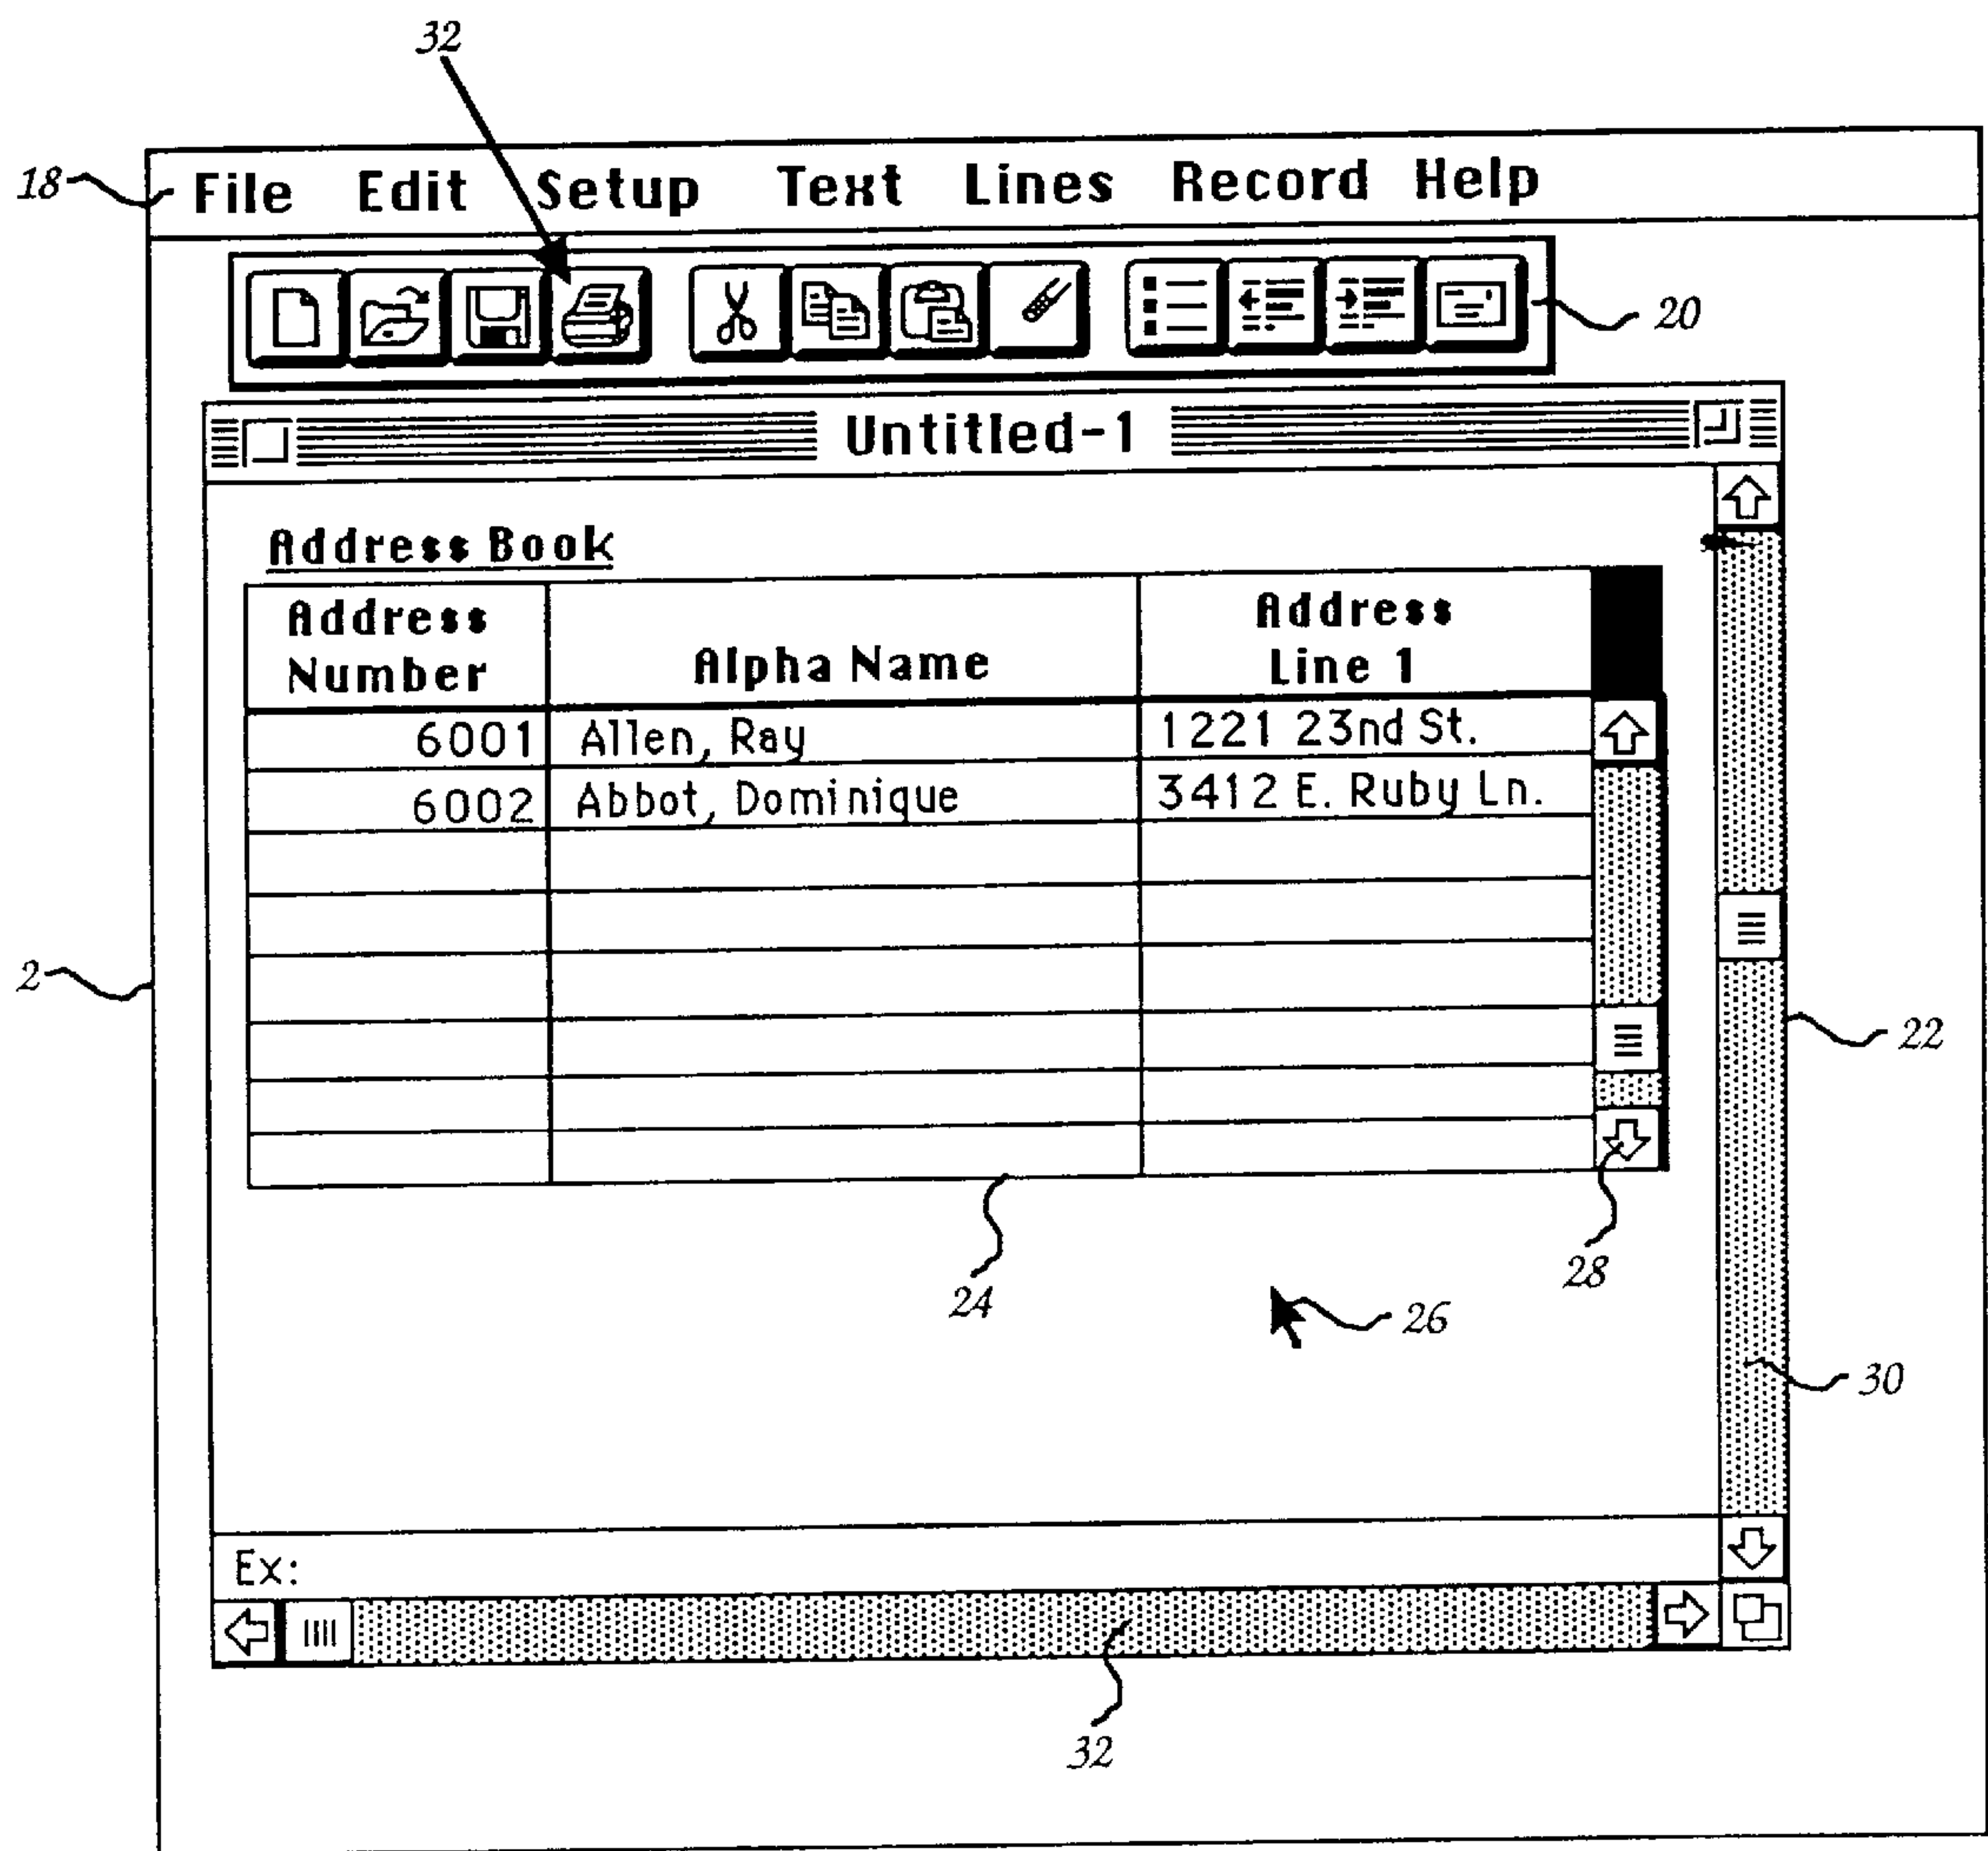 32
18 File Edit Setup Text Lines Record Help
20
Untitled-1
Address Book
Address Number Alpha Name Address Line 1
6001 Allen, Ray 1221 23nd St.
6002 Abbot, Dominique 3412 E. Ruby Ln.
2
22
24
28
26
30
Ex:
32